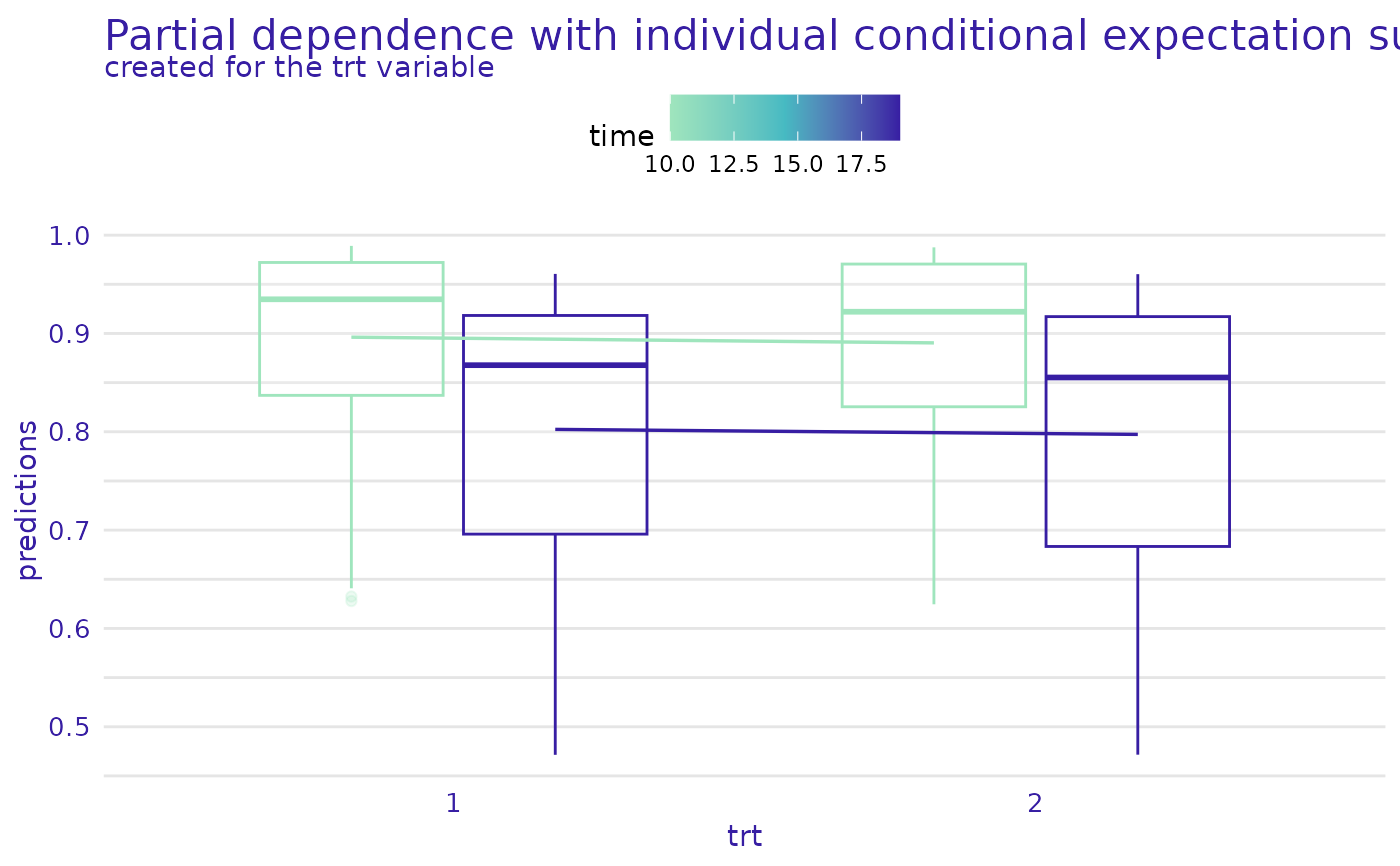 Partial dependence with individual conditional expectation su
created for the trt variable
time
10.0 12.5 15.0 17.5
1.0
0.9
0.8
0.7
0.6
0.5
predictions
1 2
trt